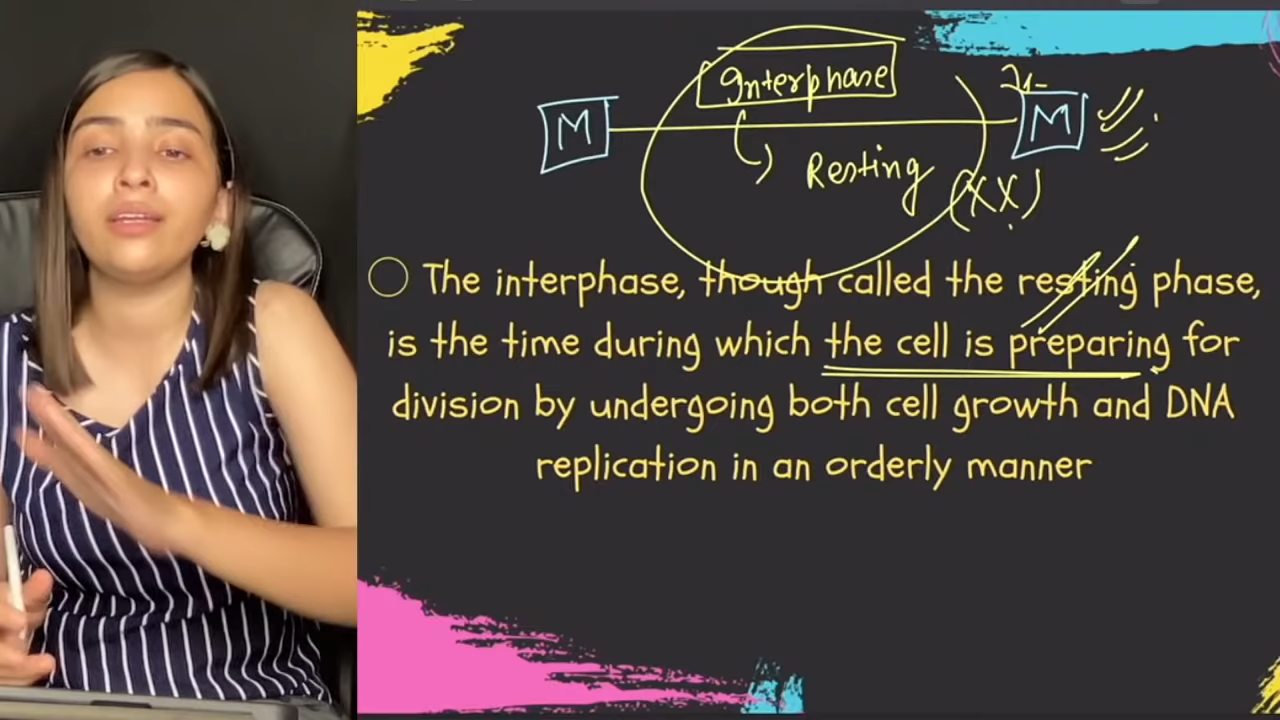 Interphase
M
M
Resting
(XX)
The interphase, though called the resting phase,
is the time during which the cell is preparing for
division by undergoing both cell growth and DNA
replication in an orderly manner